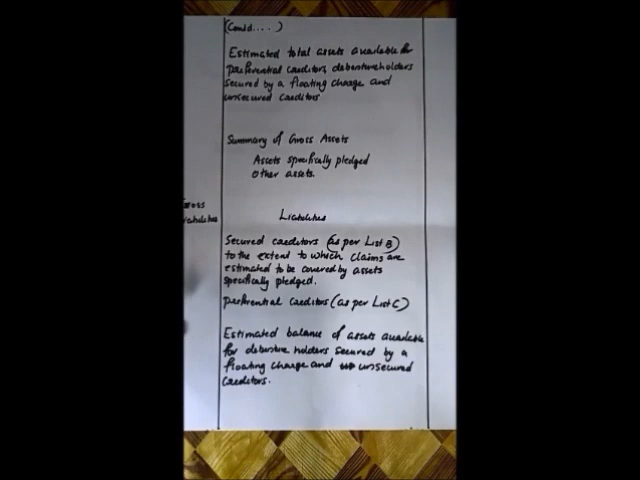 (Contd....)
Estimated total assets available for
preferential creditors, debentureholders
secured by a floating charge and
unsecured creditors
Summary of Gross Assets
Assets specifically pledged
other assets.
Gross
Liabilities
Liabilities
Secured creditors (as per List B)
to the extent to which claims are
estimated to be covered by assets
specifically pledged.
preferential creditors (as per List C)
Estimated balance of assets available
for debenture holders secured by a
floating charge and unsecured
creditors.